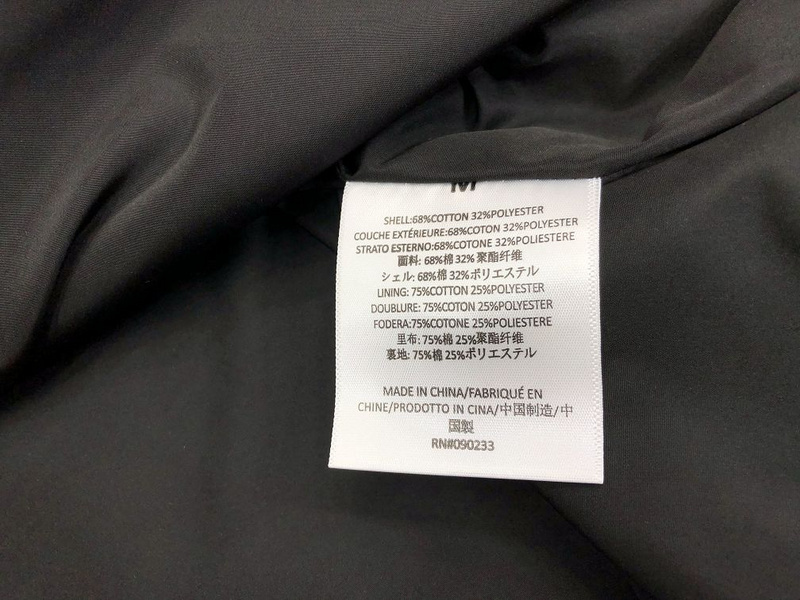 M
SHELL:68%COTTON 32%POLYESTER
COUCHE EXTÉRIEURE:68%COTON 32%POLYESTER
STRATO ESTERNO:68%COTONE 32%POLIESTERE
面料: 68%棉 32%聚酯纤维
シェル: 68%棉 32%ポリエステル
LINING: 75%COTTON 25%POLYESTER
DOUBLURE: 75%COTON 25%POLYESTER
FODERA:75%COTONE 25%POLIESTERE
里布: 75%棉 25%聚酯纤维
裏地: 75%棉 25%ポリエステル
MADE IN CHINA/FABRIQUÉ EN
CHINE/PRODOTTO IN CINA/中国制造/中
国製
RN#090233